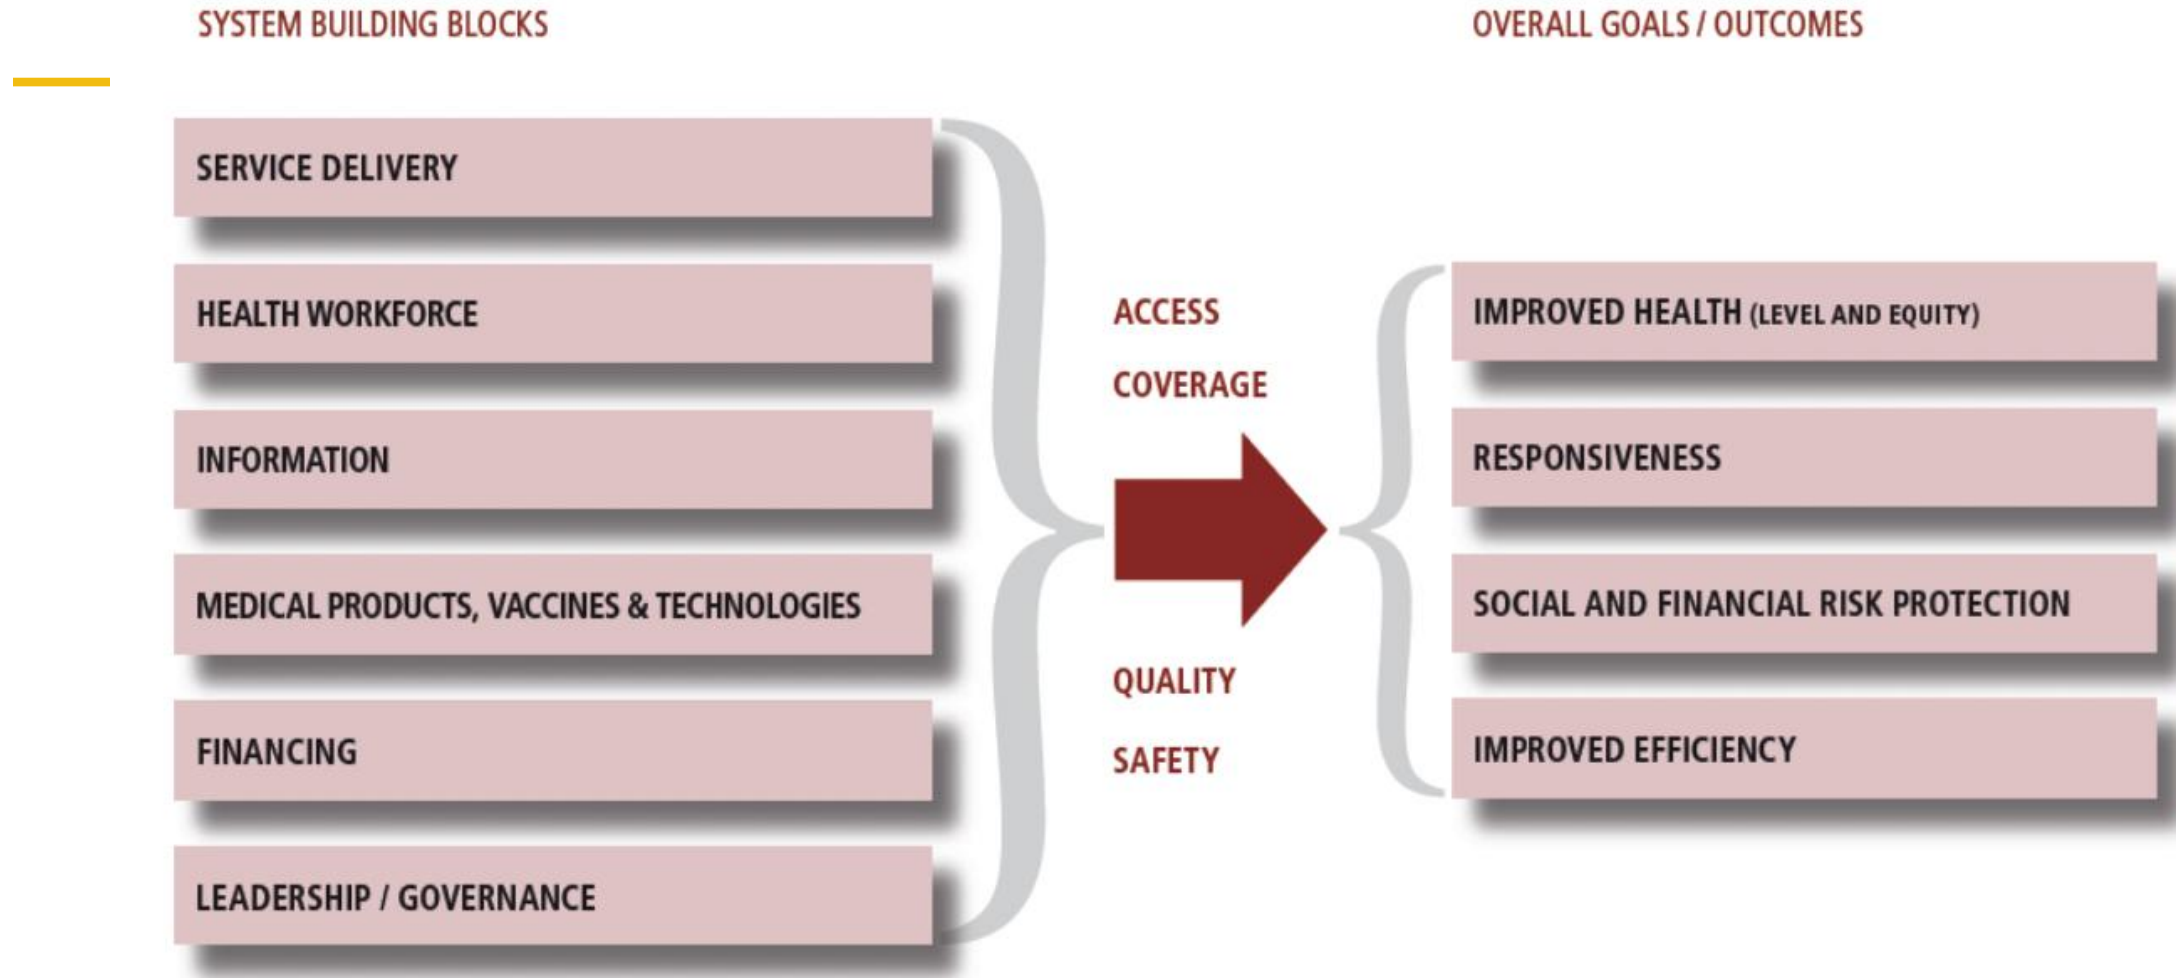 SYSTEM BUILDING BLOCKS
SERVICE DELIVERY
HEALTH WORKFORCE
INFORMATION
MEDICAL PRODUCTS, VACCINES & TECHNOLOGIES
FINANCING
LEADERSHIP / GOVERNANCE
ACCESS
COVERAGE
QUALITY
SAFETY
OVERALL GOALS / OUTCOMES
IMPROVED HEALTH (LEVEL AND EQUITY)
RESPONSIVENESS
SOCIAL AND FINANCIAL RISK PROTECTION
IMPROVED EFFICIENCY